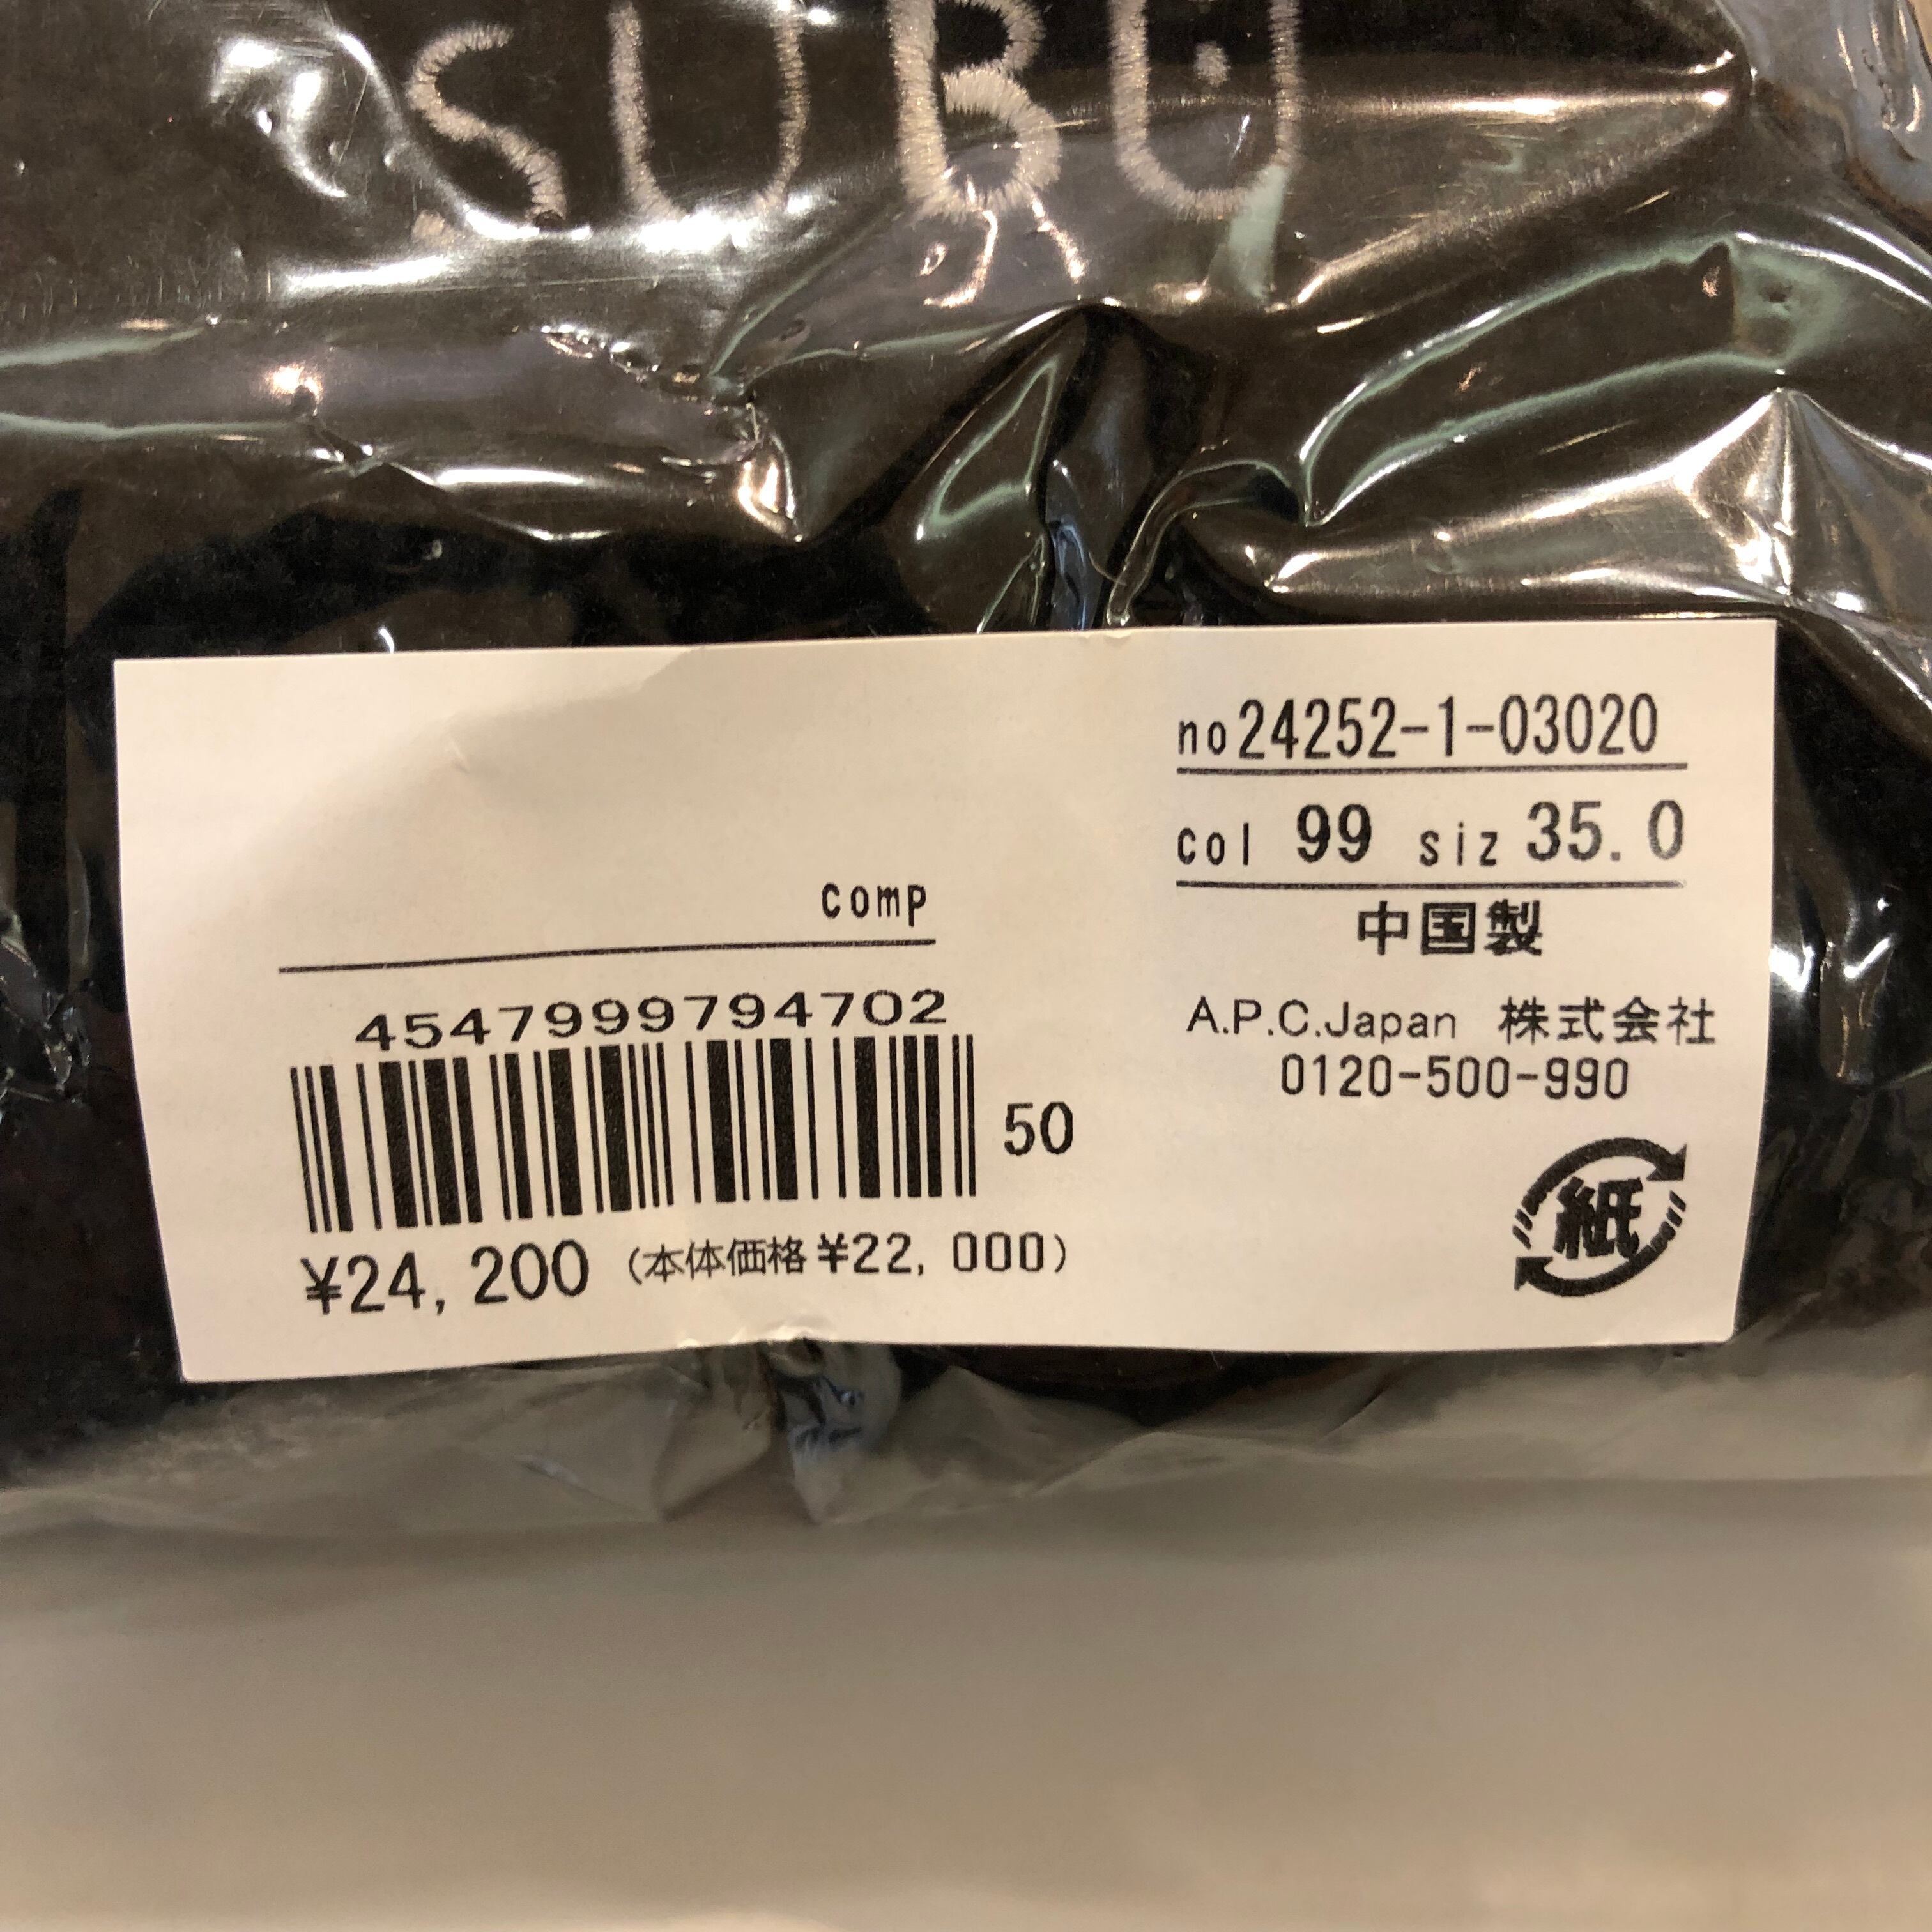 SUBU
no24252-1-03020
col 99 siz 35.0
中国製
A.P.C.Japan 株式会社
0120-500-990
紙
comp
4547999794702
50
¥24,200 (本体価格¥22,000)